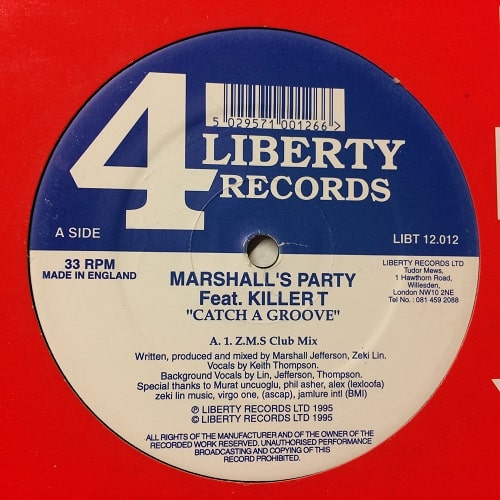 5 029571 001266 >
4 LIBERTY
RECORDS
A SIDE
LIBT 12.012
33 RPM
MADE IN ENGLAND
LIBERTY RECORDS LTD
Tudor Mews,
1 Hawthorn Road,
Willesden,
London NW10 2NE
Tel No. : 081 459 2088
MARSHALL'S PARTY
Feat. KILLER T
"CATCH A GROOVE"
A. 1. Z.M.S Club Mix
Written, produced and mixed by Marshall Jefferson, Zeki Lin.
Vocals by Keith Thompson.
Background Vocals by Lin, Jefferson, Thompson.
Special thanks to Murat uncuoglu, phil asher, alex (lexloofa)
zeki lin music, virgo one, (ascap), jamlure intl (BMI)
℗ LIBERTY RECORDS LTD 1995
© LIBERTY RECORDS LTD 1995
ALL RIGHTS OF THE MANUFACTURER AND OF THE OWNER OF THE
RECORDED WORK RESERVED. UNAUTHORISED PERFORMANCE
BROADCASTING AND COPYING OF THIS
RECORD PROHIBITED.